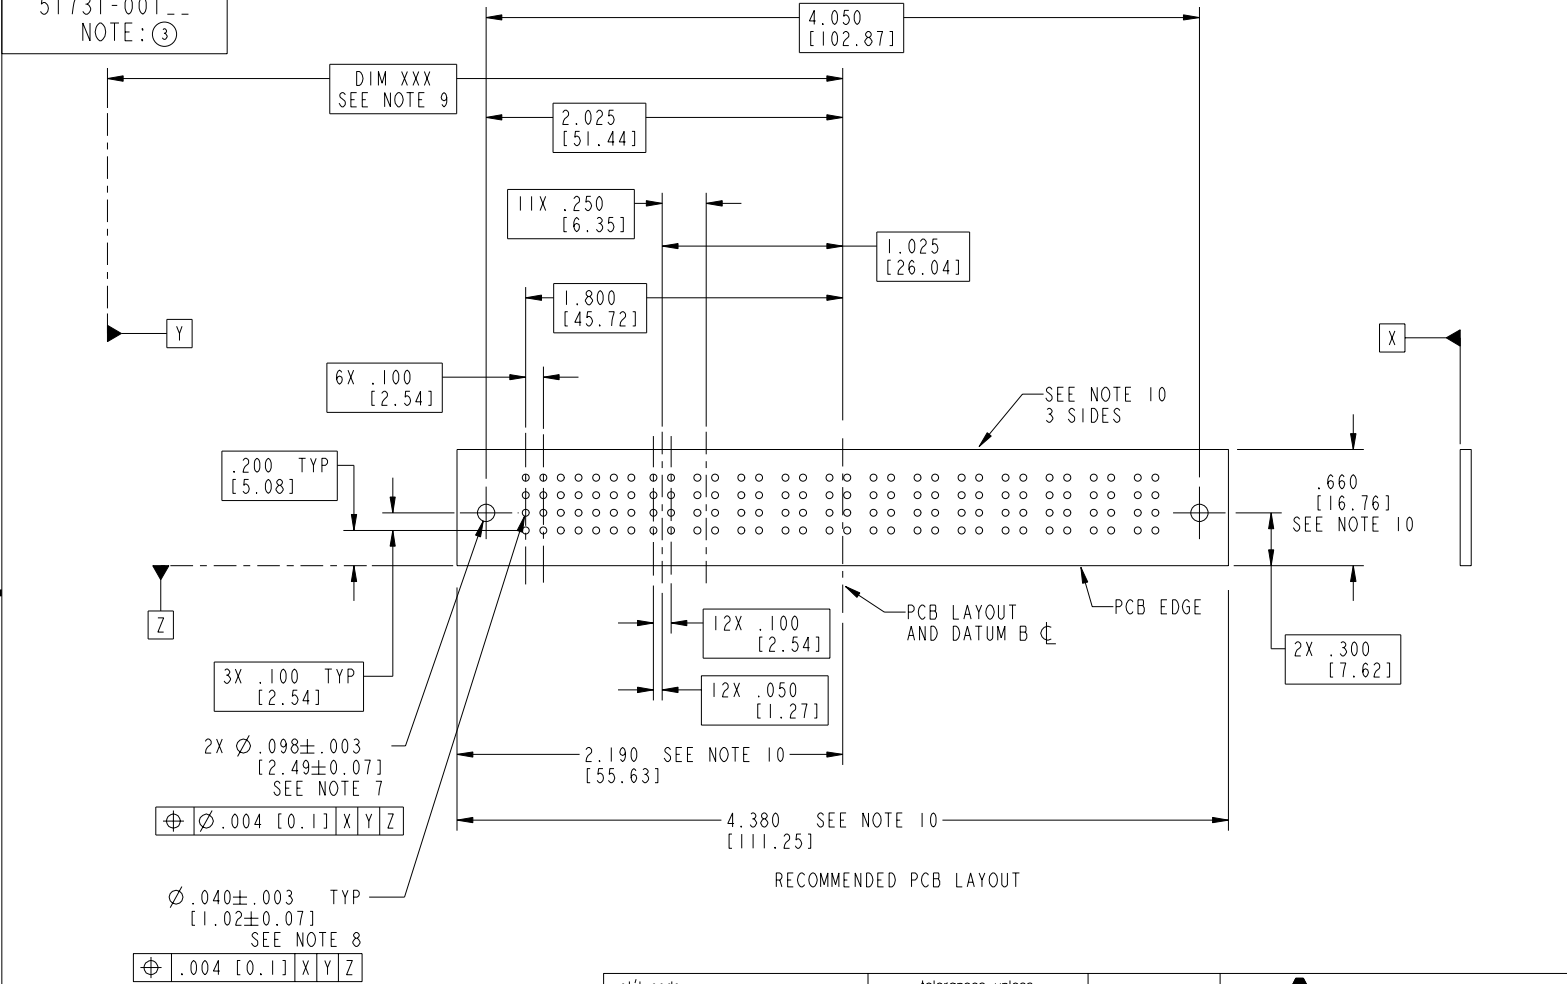 51731-001__
NOTE: 3
4.050
[102.87]
DIM XXX
SEE NOTE 9
2.025
[51.44]
11X .250
[6.35]
1.025
[26.04]
1.800
[45.72]
Y
X
6X .100
[2.54]
SEE NOTE 10
3 SIDES
.200 TYP
[5.08]
.660
[16.76]
SEE NOTE 10
Z
PCB LAYOUT
AND DATUM B ℄
PCB EDGE
12X .100
[2.54]
2X .300
[7.62]
3X .100 TYP
[2.54]
12X .050
[1.27]
2X Ø.098±.003
[2.49±0.07]
SEE NOTE 7
2.190 SEE NOTE 10
[55.63]
⌖ Ø.004 [0.1] X Y Z
4.380 SEE NOTE 10
[111.25]
RECOMMENDED PCB LAYOUT
Ø.040±.003 TYP
[1.02±0.07]
SEE NOTE 8
⌖ .004 [0.1] X Y Z
tolerances unless